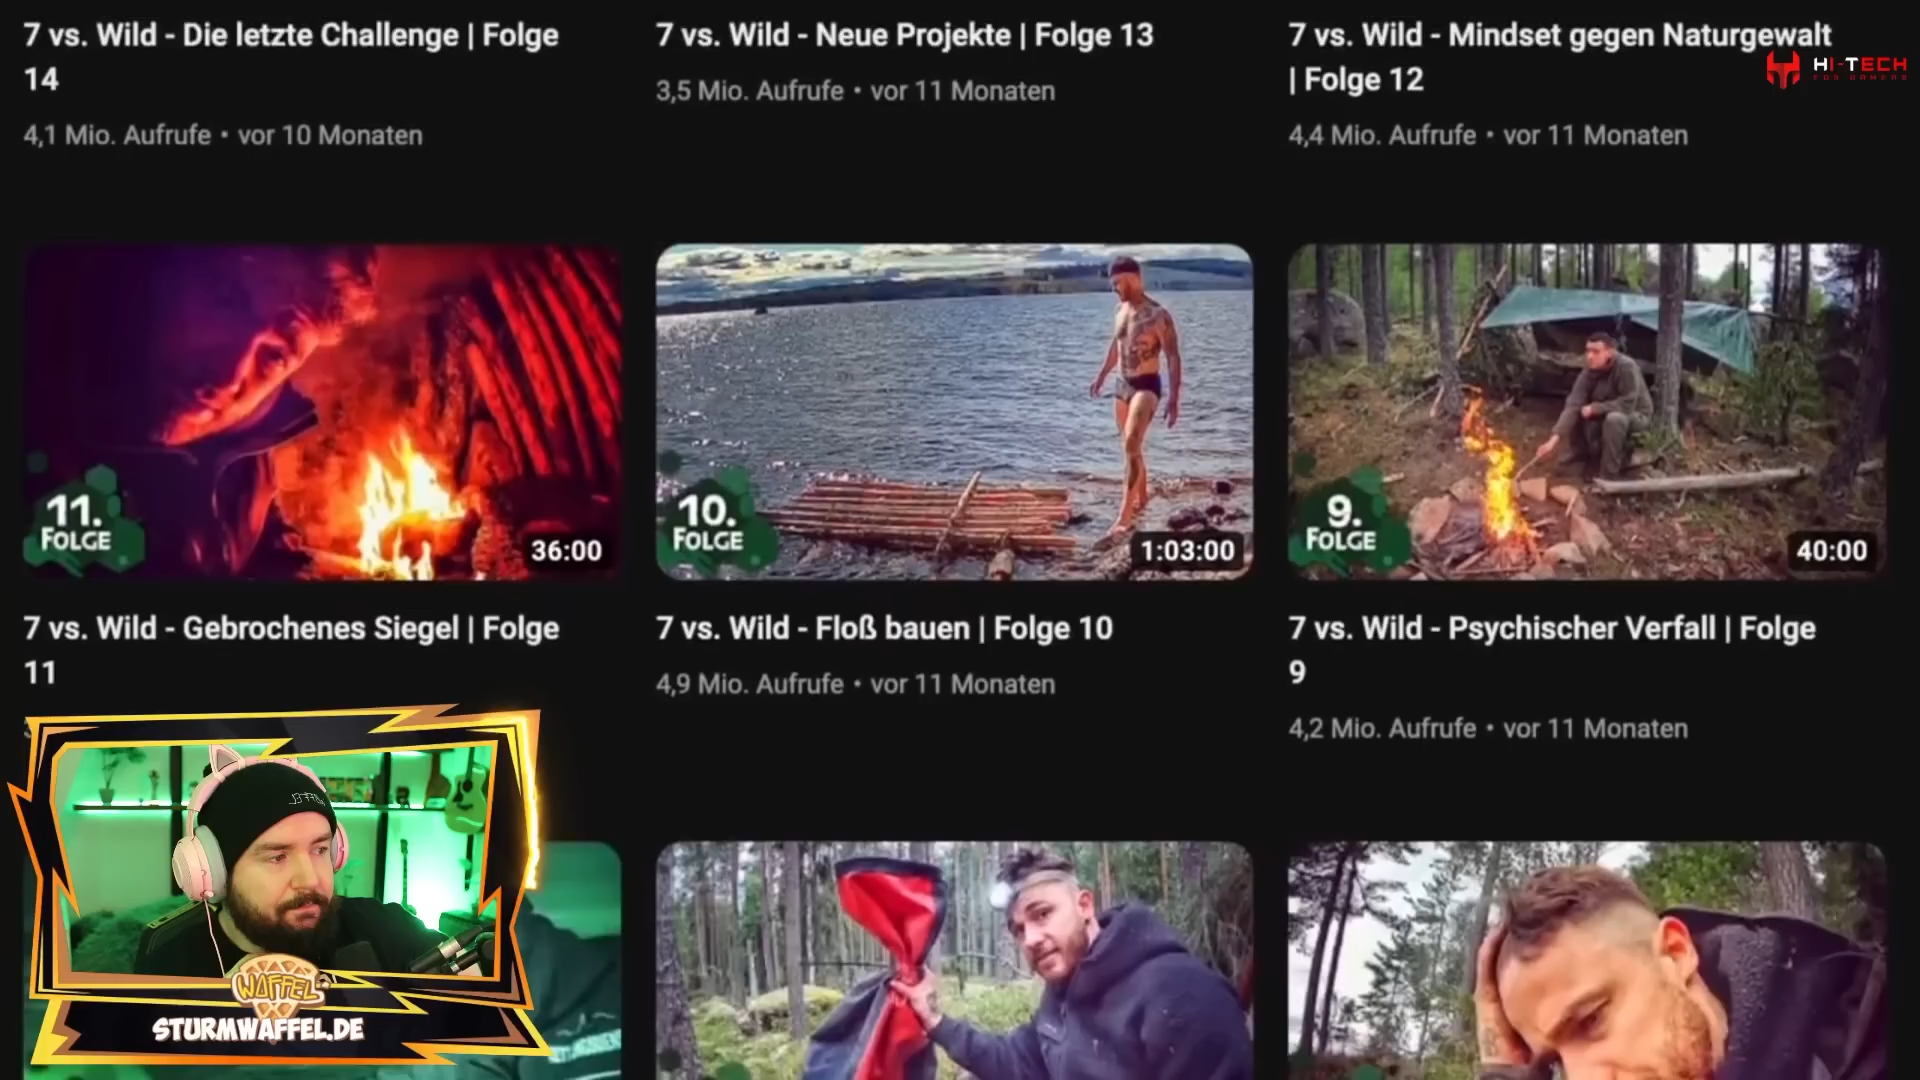 7 vs. Wild - Die letzte Challenge | Folge
14
4,1 Mio. Aufrufe • vor 10 Monaten
7 vs. Wild - Neue Projekte | Folge 13
3,5 Mio. Aufrufe • vor 11 Monaten
7 vs. Wild - Mindset gegen Naturgewalt
| Folge 12
4,4 Mio. Aufrufe • vor 11 Monaten
HI-TECH
FOR GAMERS
11.
FOLGE
36:00
10.
FOLGE
1:03:00
9.
FOLGE
40:00
7 vs. Wild - Gebrochenes Siegel | Folge
11
7 vs. Wild - Floß bauen | Folge 10
4,9 Mio. Aufrufe • vor 11 Monaten
7 vs. Wild - Psychischer Verfall | Folge
9
4,2 Mio. Aufrufe • vor 11 Monaten
WAFFEL
STURMWAFFEL.DE